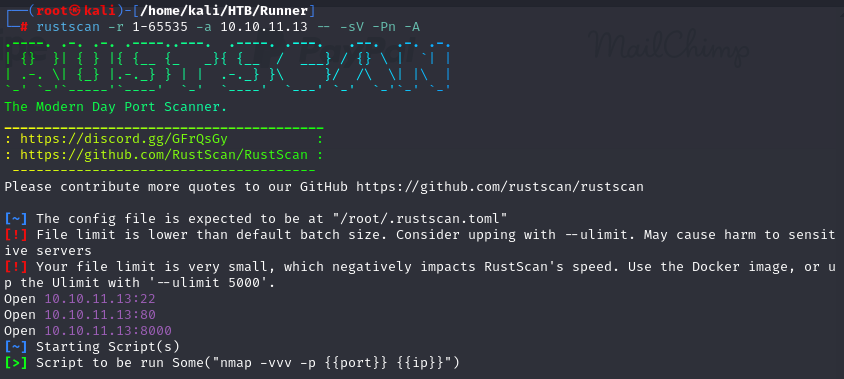 (root㉿kali)-[/home/kali/HTB/Runner]
# rustscan -r 1-65535 -a 10.10.11.13 -- -sV -Pn -A
MailChimp
.----. .-. .-. .----..---.  .----. .---.   .--.  .-. .-.
| {}  }| { } |{ {__ {_   _}{ {__  /  ___} / {} \ |  `| |
| .-. \| {_} |.-._} } | |  .-._} }\     }/  /\  \| |\  |
`-' `-'`-----'`----'  `-'  `----'  `---' `-'  `-'`-' `-'
The Modern Day Port Scanner.
________________________________________
: https://discord.gg/GFrQsGy           :
: https://github.com/RustScan/RustScan :
 --------------------------------------
Please contribute more quotes to our GitHub https://github.com/rustscan/rustscan
[~] The config file is expected to be at "/root/.rustscan.toml"
[!] File limit is lower than default batch size. Consider upping with --ulimit. May cause harm to sensit
ive servers
[!] Your file limit is very small, which negatively impacts RustScan's speed. Use the Docker image, or u
p the Ulimit with '--ulimit 5000'.
Open 10.10.11.13:22
Open 10.10.11.13:80
Open 10.10.11.13:8000
[~] Starting Script(s)
[>] Script to be run Some("nmap -vvv -p {{port}} {{ip}}")